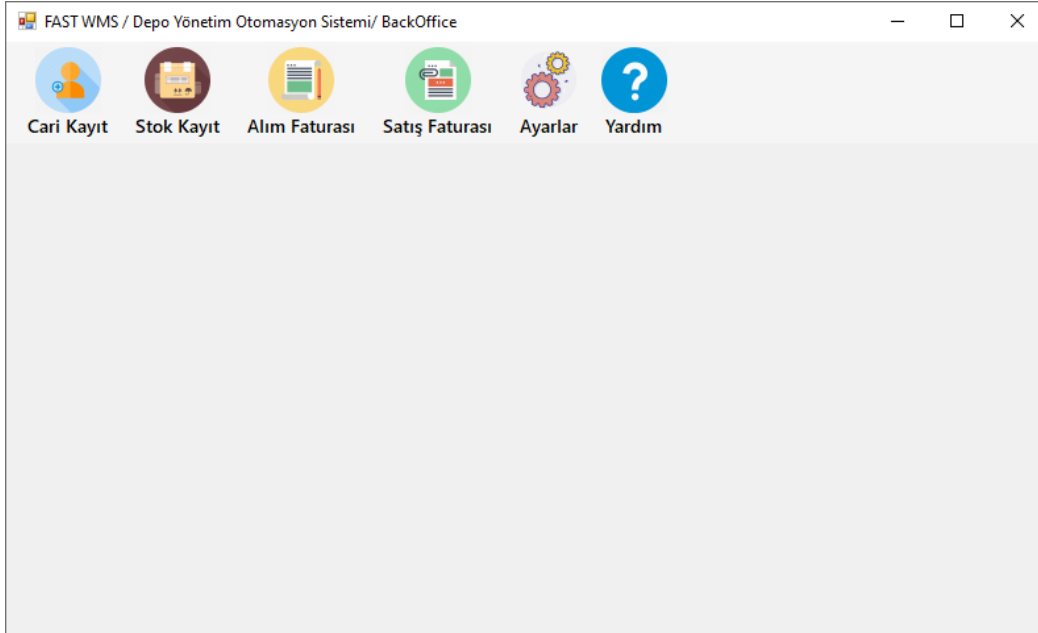 FAST WMS / Depo Yönetim Otomasyon Sistemi/ BackOffice
Cari Kayıt Stok Kayıt Alım Faturası Satış Faturası Ayarlar Yardım